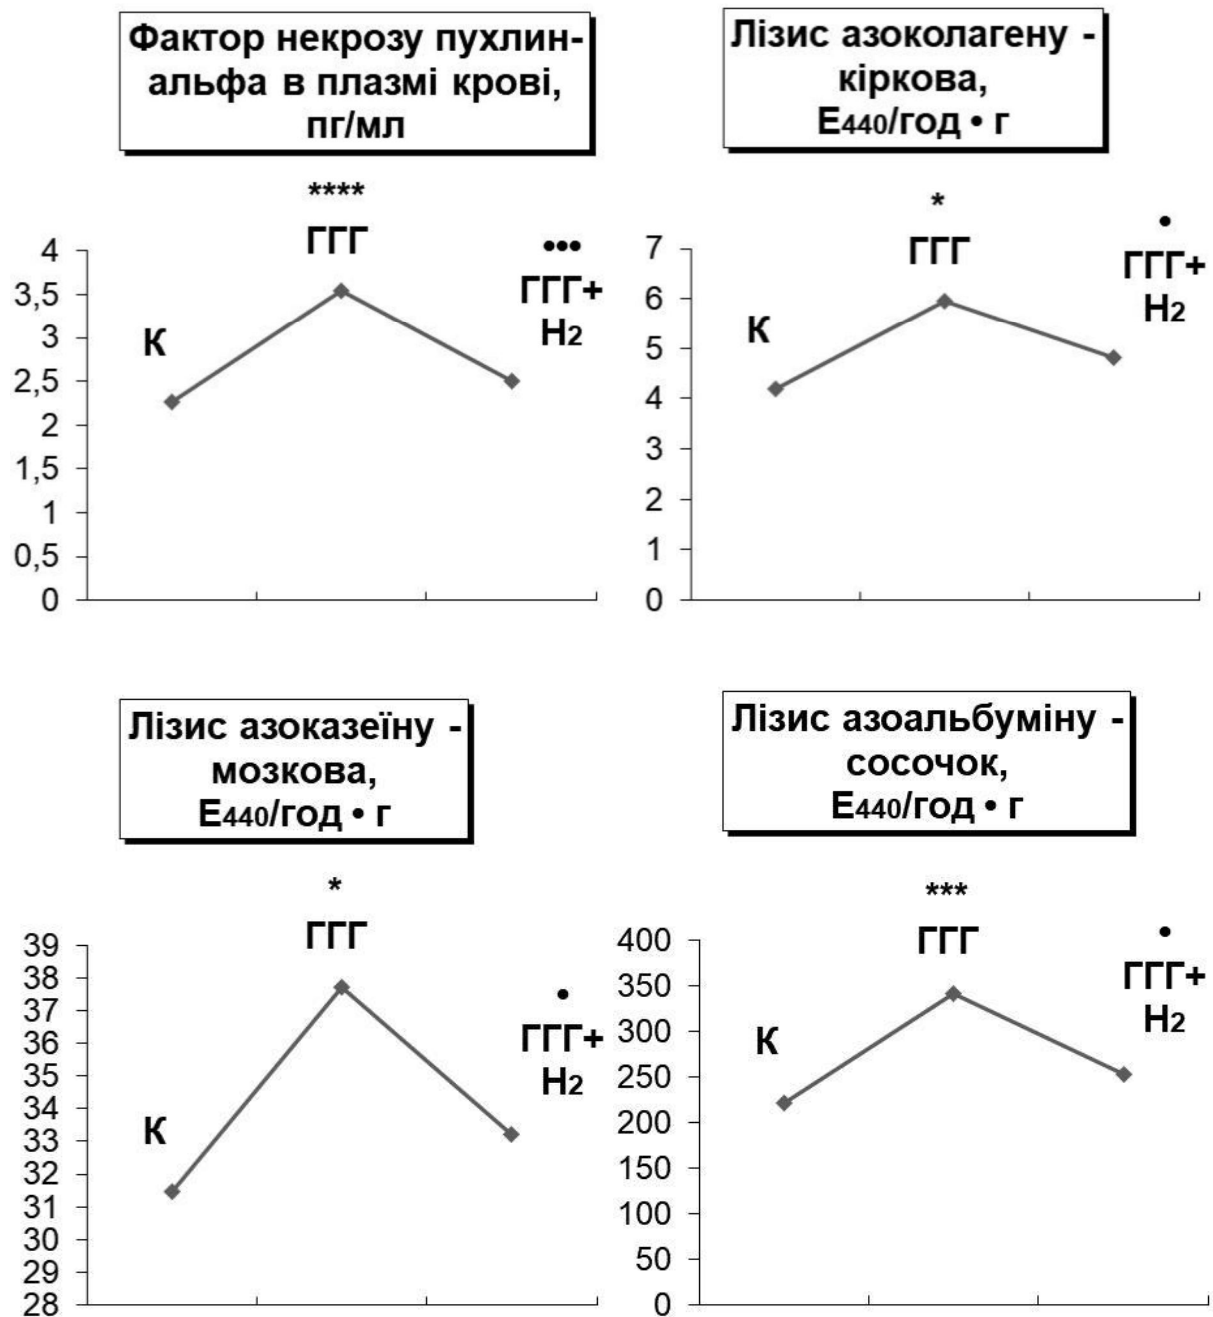 Фактор некрозу пухлин-
альфа в плазмі крові,
пг/мл
****
ГГГ
•••
ГГГ+
Н2
К
4
3,5
3
2,5
2
1,5
1
0,5
0
Лізис азоколагену -
кіркова,
Е440/год • г
*
ГГГ
•
ГГГ+
Н2
К
7
6
5
4
3
2
1
0
Лізис азоказеїну -
мозкова,
Е440/год • г
*
ГГГ
•
ГГГ+
Н2
К
39
38
37
36
35
34
33
32
31
30
29
28
Лізис азоальбуміну -
сосочок,
Е440/год • г
***
ГГГ
•
ГГГ+
Н2
К
400
350
300
250
200
150
100
50
0